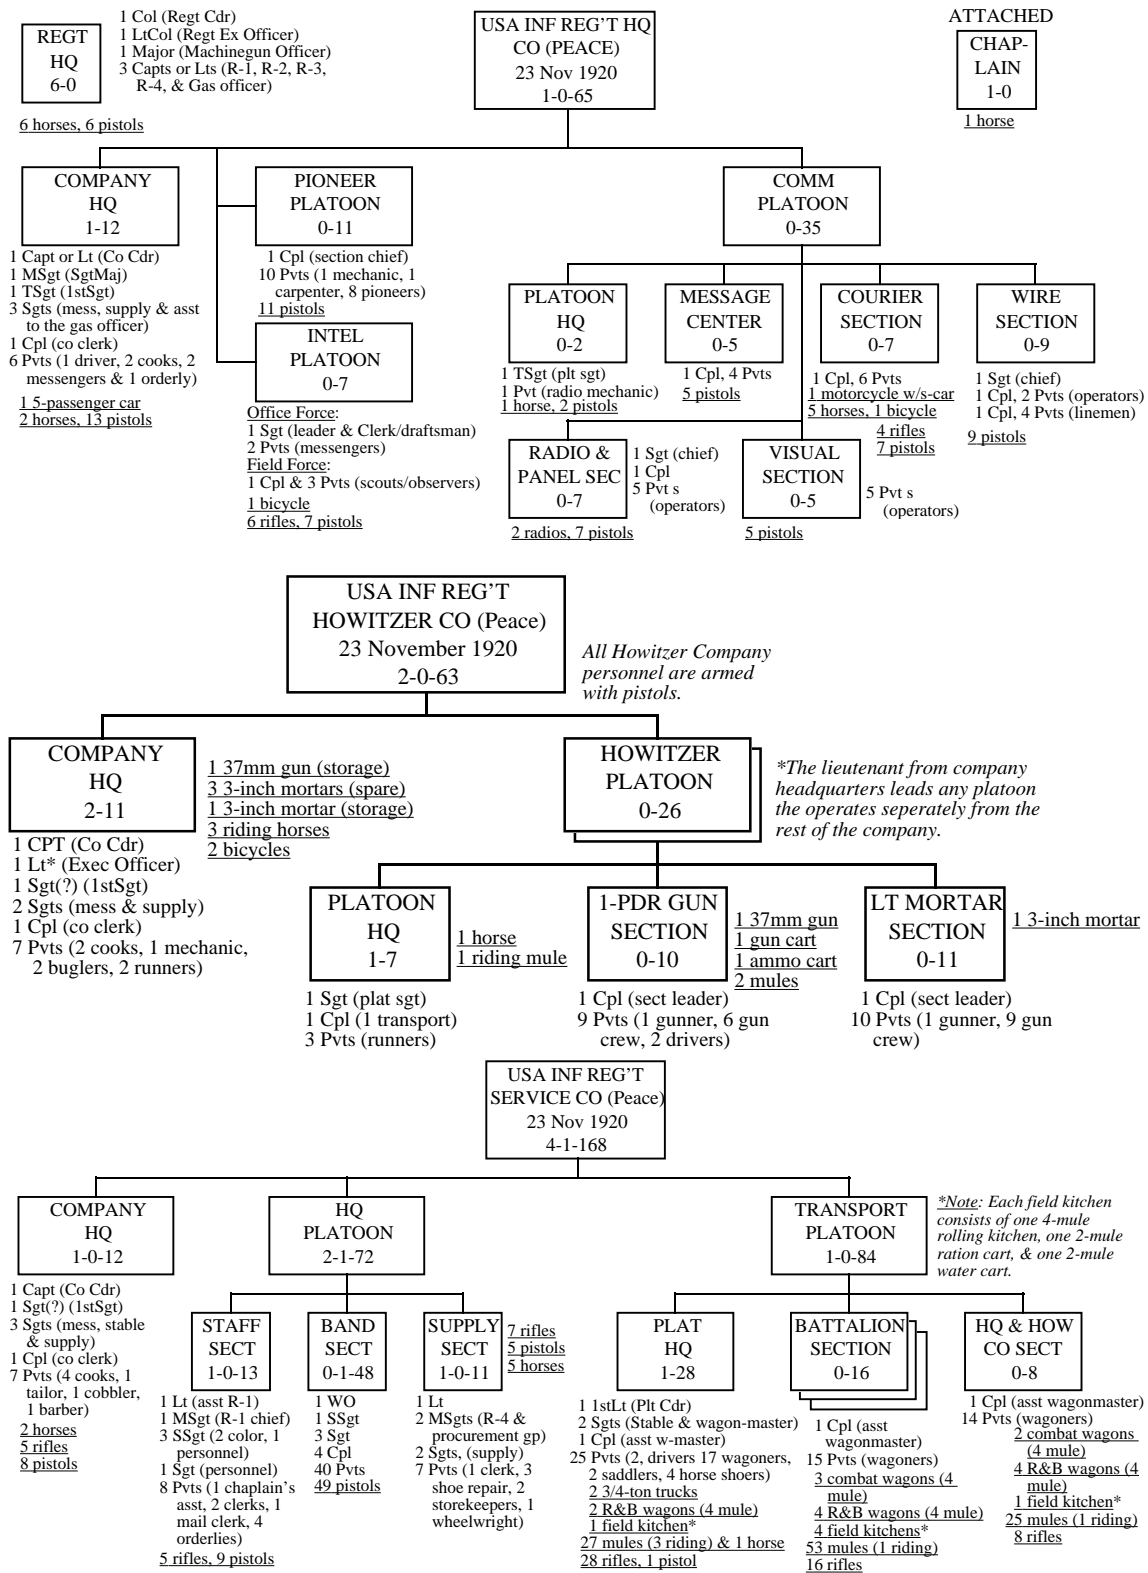 REGT
HQ
6-0
1 Col (Regt Cdr)
1 LtCol (Regt Ex Officer)
1 Major (Machinegun Officer)
3 Capts or Lts (R-1, R-2, R-3,
R-4, & Gas officer)
6 horses, 6 pistols
USA INF REG'T HQ
CO (PEACE)
23 Nov 1920
1-0-65
ATTACHED
CHAP-
LAIN
1-0
1 horse
COMPANY
HQ
1-12
1 Capt or Lt (Co Cdr)
1 MSgt (SgtMaj)
1 TSgt (1stSgt)
3 Sgts (mess, supply & asst
to the gas officer)
1 Cpl (co clerk)
6 Pvts (1 driver, 2 cooks, 2
messengers & 1 orderly)
1 5-passenger car
2 horses, 13 pistols
PIONEER
PLATOON
0-11
1 Cpl (section chief)
10 Pvts (1 mechanic, 1
carpenter, 8 pioneers)
11 pistols
INTEL
PLATOON
0-7
Office Force:
1 Sgt (leader & Clerk/draftsman)
2 Pvts (messengers)
Field Force:
1 Cpl & 3 Pvts (scouts/observers)
1 bicycle
6 rifles, 7 pistols
COMM
PLATOON
0-35
PLATOON
HQ
0-2
1 TSgt (plt sgt)
1 Pvt (radio mechanic)
1 horse, 2 pistols
MESSAGE
CENTER
0-5
1 Cpl, 4 Pvts
5 pistols
COURIER
SECTION
0-7
1 Cpl, 6 Pvts
1 motorcycle w/s-car
5 horses, 1 bicycle
4 rifles
7 pistols
WIRE
SECTION
0-9
1 Sgt (chief)
1 Cpl, 2 Pvts (operators)
1 Cpl, 4 Pvts (linemen)
9 pistols
RADIO &
PANEL SEC
0-7
1 Sgt (chief)
1 Cpl
5 Pvt s
(operators)
2 radios, 7 pistols
VISUAL
SECTION
0-5
5 Pvt s
(operators)
5 pistols
USA INF REG'T
HOWITZER CO (Peace)
23 November 1920
2-0-63
All Howitzer Company
personnel are armed
with pistols.
COMPANY
HQ
2-11
1 CPT (Co Cdr)
1 Lt* (Exec Officer)
1 Sgt(?) (1stSgt)
2 Sgts (mess & supply)
1 Cpl (co clerk)
7 Pvts (2 cooks, 1 mechanic,
2 buglers, 2 runners)
1 37mm gun (storage)
3 3-inch mortars (spare)
1 3-inch mortar (storage)
3 riding horses
2 bicycles
HOWITZER
PLATOON
0-26
*The lieutenant from company
headquarters leads any platoon
the operates seperately from the
rest of the company.
PLATOON
HQ
1-7
1 horse
1 riding mule
1 Sgt (plat sgt)
1 Cpl (1 transport)
3 Pvts (runners)
1-PDR GUN
SECTION
0-10
1 37mm gun
1 gun cart
1 ammo cart
2 mules
1 Cpl (sect leader)
9 Pvts (1 gunner, 6 gun
crew, 2 drivers)
LT MORTAR
SECTION
0-11
1 3-inch mortar
1 Cpl (sect leader)
10 Pvts (1 gunner, 9 gun
crew)
USA INF REG'T
SERVICE CO (Peace)
23 Nov 1920
4-1-168
COMPANY
HQ
1-0-12
1 Capt (Co Cdr)
1 Sgt(?) (1stSgt)
3 Sgts (mess, stable
& supply)
1 Cpl (co clerk)
7 Pvts (4 cooks, 1
tailor, 1 cobbler,
1 barber)
2 horses
5 rifles
8 pistols
HQ
PLATOON
2-1-72
STAFF
SECT
1-0-13
1 Lt (asst R-1)
1 MSgt (R-1 chief)
3 SSgt (2 color, 1
personnel)
1 Sgt (personnel)
8 Pvts (1 chaplain's
asst, 2 clerks, 1
mail clerk, 4
orderlies)
5 rifles, 9 pistols
BAND
SECT
0-1-48
1 WO
1 SSgt
3 Sgt
4 Cpl
40 Pvts
49 pistols
SUPPLY
SECT
1-0-11
7 rifles
5 pistols
5 horses
1 Lt
2 MSgts (R-4 &
procurement gp)
2 Sgts, (supply)
7 Pvts (1 clerk, 3
shoe repair, 2
storekeepers, 1
wheelwright)
TRANSPORT
PLATOON
1-0-84
*Note: Each field kitchen
consists of one 4-mule
rolling kitchen, one 2-mule
ration cart, & one 2-mule
water cart.
PLAT
HQ
1-28
1 1stLt (Plt Cdr)
2 Sgts (Stable & wagon-master)
1 Cpl (asst w-master)
25 Pvts (2, drivers 17 wagoners,
2 saddlers, 4 horse shoers)
2 3/4-ton trucks
2 R&B wagons (4 mule)
1 field kitchen*
27 mules (3 riding) & 1 horse
28 rifles, 1 pistol
BATTALION
SECTION
0-16
1 Cpl (asst
wagonmaster)
15 Pvts (wagoners)
3 combat wagons (4
mule)
4 R&B wagons (4 mule)
4 field kitchens*
53 mules (1 riding)
16 rifles
HQ & HOW
CO SECT
0-8
1 Cpl (asst wagonmaster)
14 Pvts (wagoners)
2 combat wagons
(4 mule)
4 R&B wagons (4
mule)
1 field kitchen*
25 mules (1 riding)
8 rifles